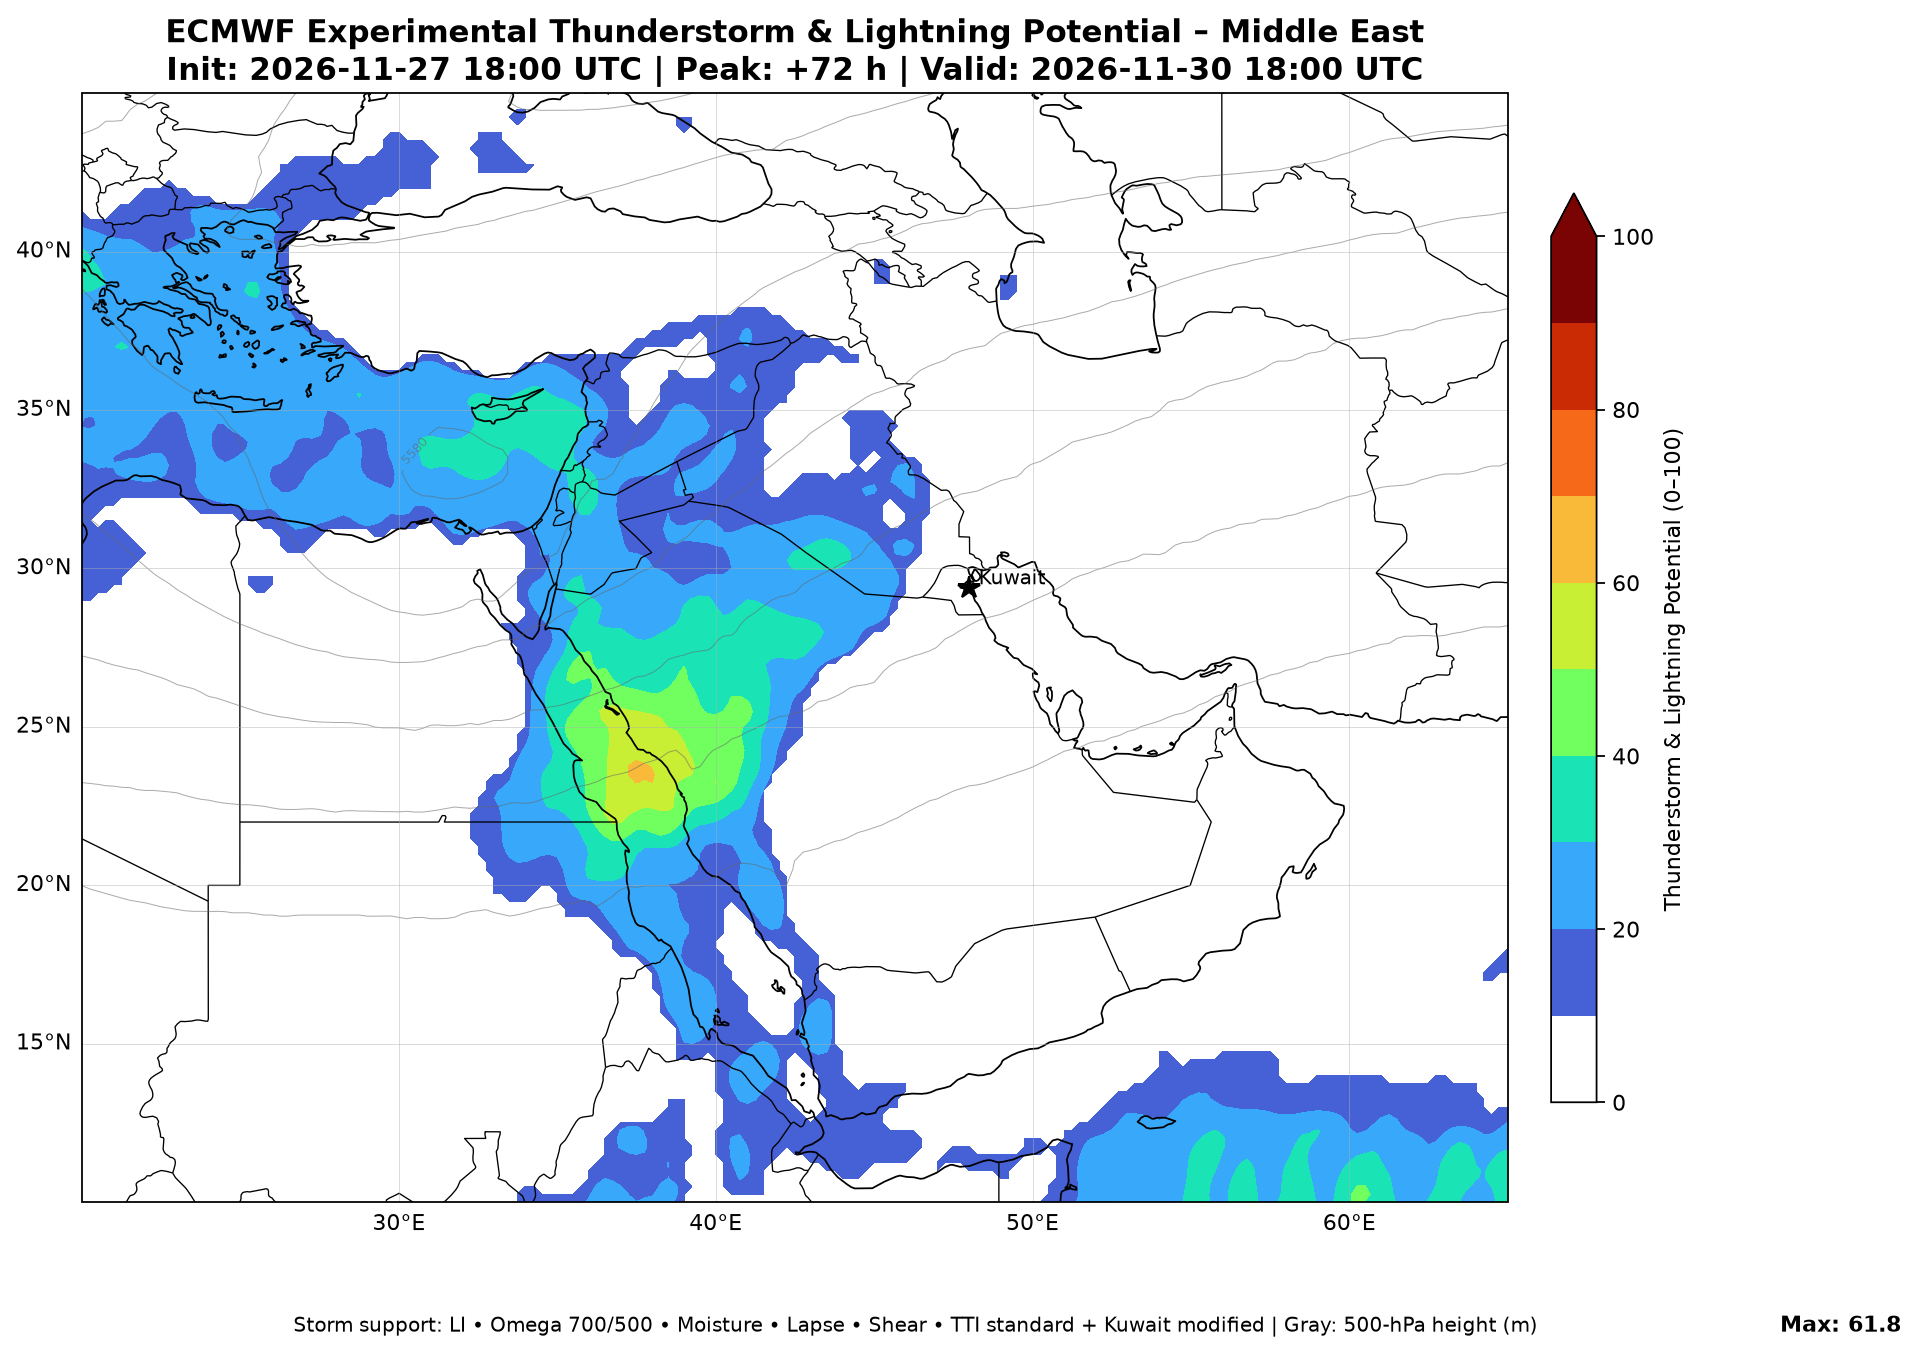 ECMWF Experimental Thunderstorm & Lightning Potential – Middle East
Init: 2026-11-27 18:00 UTC | Peak: +72 h | Valid: 2026-11-30 18:00 UTC
40°N
35°N
30°N
25°N
20°N
15°N
30°E
40°E
50°E
60°E
5580
Kuwait
100
80
60
40
20
0
Thunderstorm & Lightning Potential (0–100)
Storm support: LI • Omega 700/500 • Moisture • Lapse • Shear • TTI standard + Kuwait modified | Gray: 500-hPa height (m)
Max: 61.8